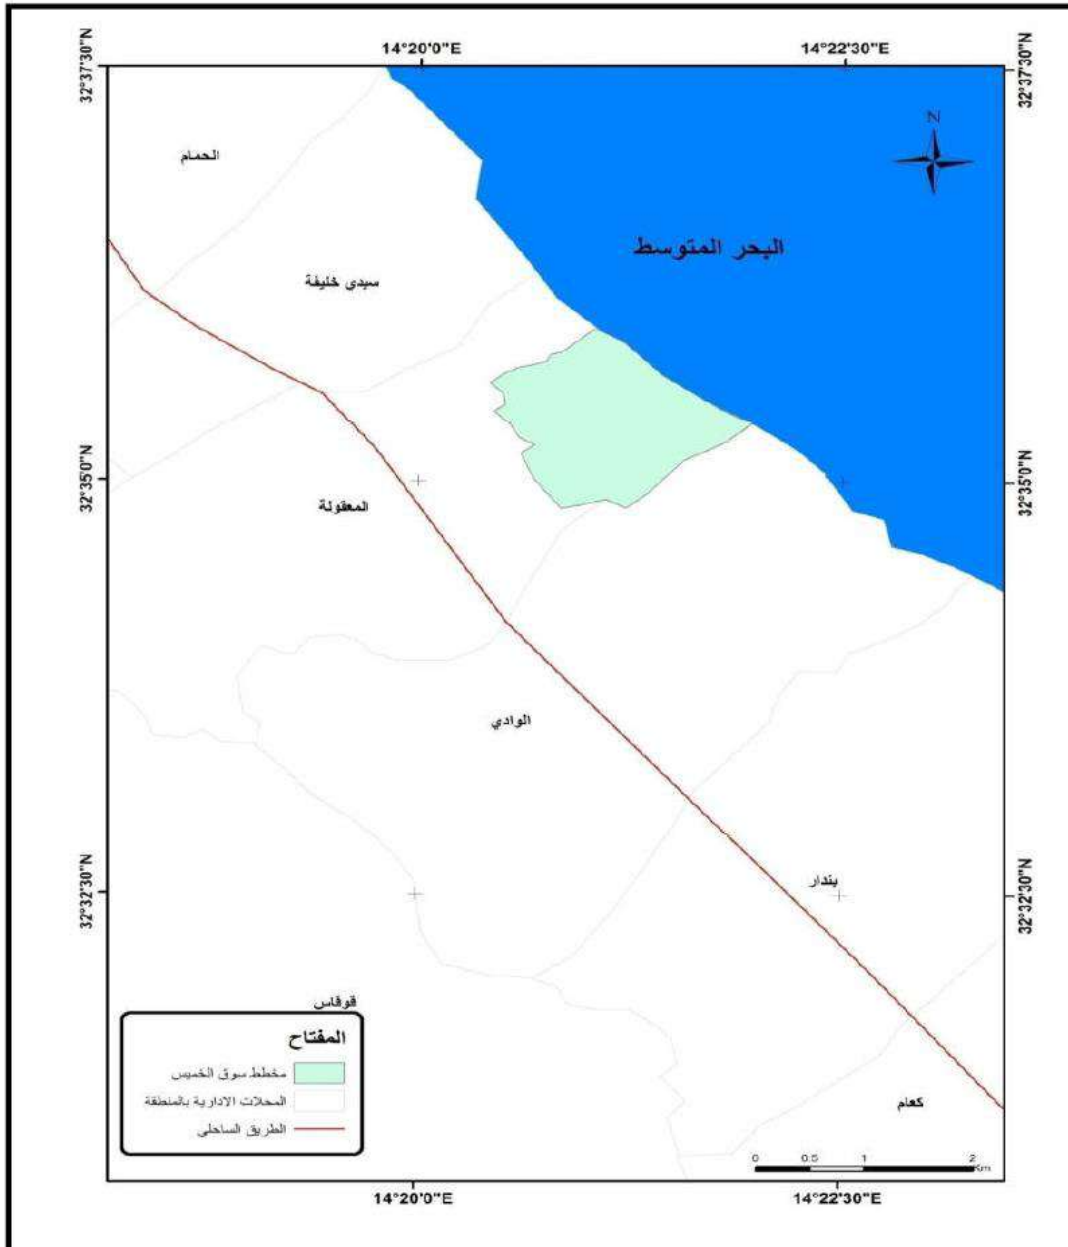 14°20'0"E
14°22'30"E
32°37'30"N
32°37'30"N
N
الحمام
البحر المتوسط
سيدي خليفة
32°35'0"N
32°35'0"N
المعقولة
الوادي
بندار
32°32'30"N
32°32'30"N
قوقاس
المفتاح
مخطط سوق الخميس
المحلات الادارية بالمنطقة
الطريق الساحلي
كعام
0 0.5 1 2
Km
14°20'0"E
14°22'30"E